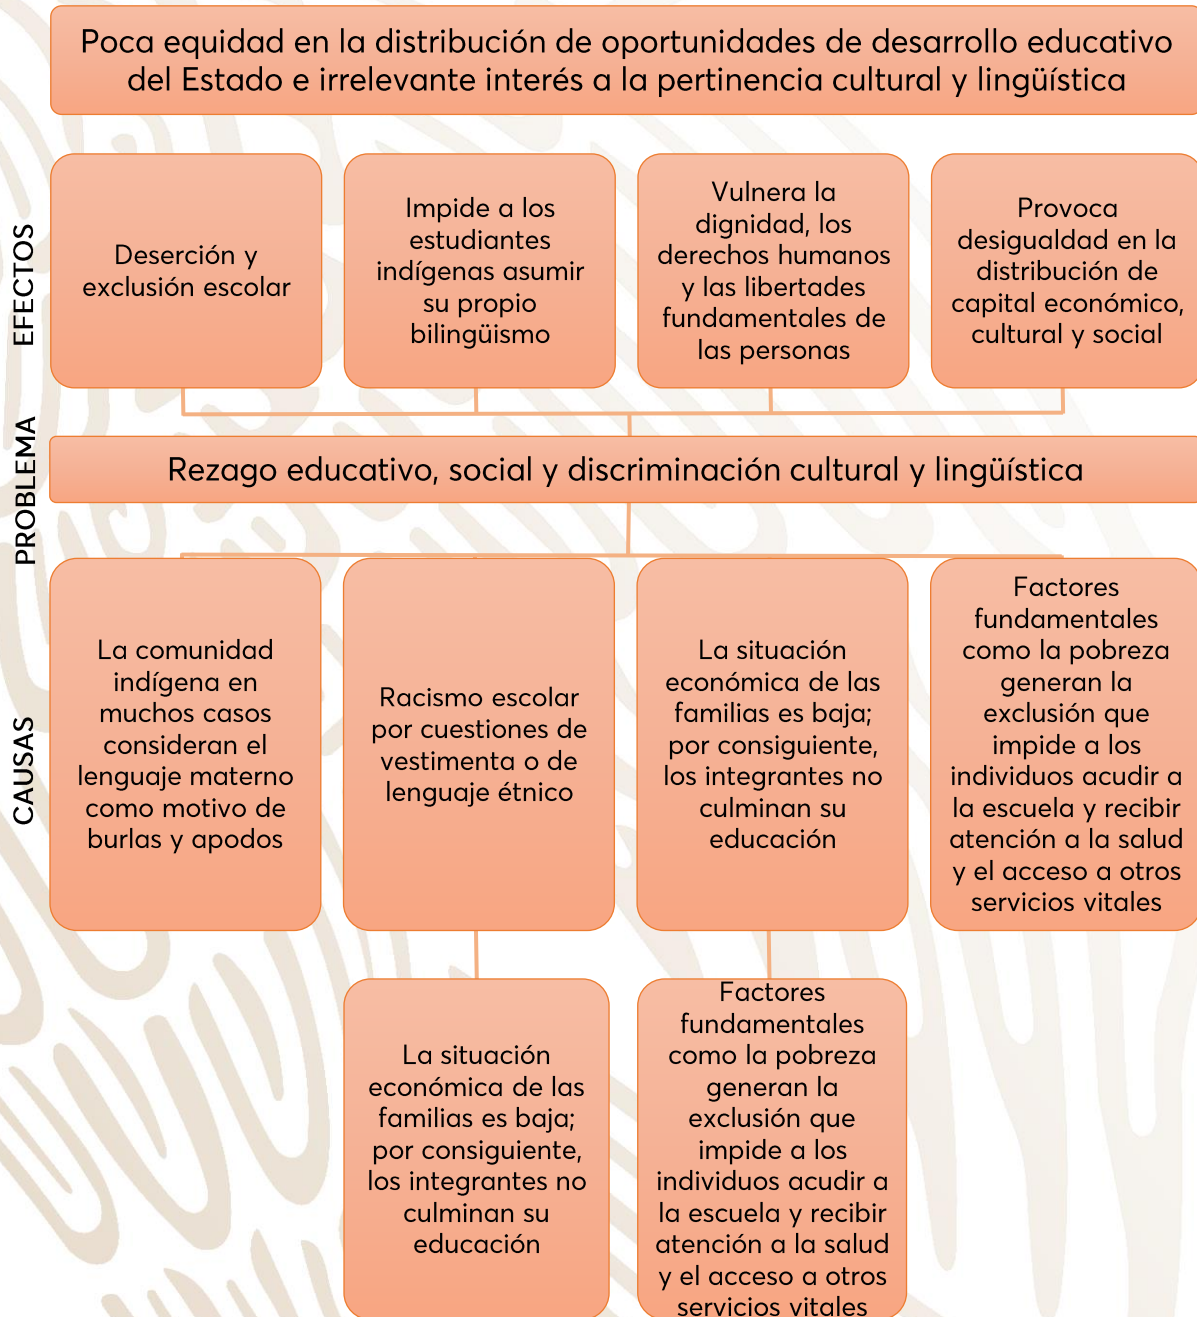 Poca equidad en la distribución de oportunidades de desarrollo educativo
del Estado e irrelevante interés a la pertinencia cultural y lingüística
EFECTOS
Deserción y
exclusión escolar
Impide a los
estudiantes
indígenas asumir
su propio
bilingüismo
Vulnera la
dignidad, los
derechos humanos
y las libertades
fundamentales de
las personas
Provoca
desigualdad en la
distribución de
capital económico,
cultural y social
PROBLEMA
Rezago educativo, social y discriminación cultural y lingüística
CAUSAS
La comunidad
indígena en
muchos casos
consideran el
lenguaje materno
como motivo de
burlas y apodos
Racismo escolar
por cuestiones de
vestimenta o de
lenguaje étnico
La situación
económica de las
familias es baja;
por consiguiente,
los integrantes no
culminan su
educación
Factores
fundamentales
como la pobreza
generan la
exclusión que
impide a los
individuos acudir a
la escuela y recibir
atención a la salud
y el acceso a otros
servicios vitales
La situación
económica de las
familias es baja;
por consiguiente,
los integrantes no
culminan su
educación
Factores
fundamentales
como la pobreza
generan la
exclusión que
impide a los
individuos acudir a
la escuela y recibir
atención a la salud
y el acceso a otros
servicios vitales